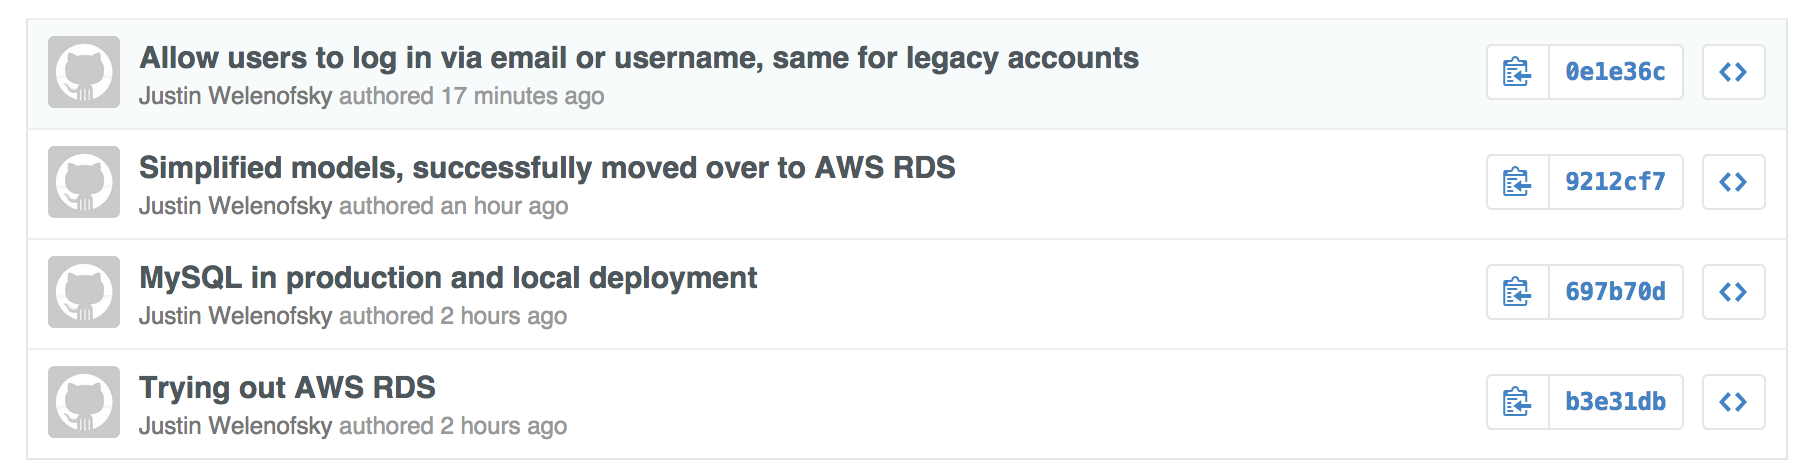 Allow users to log in via email or username, same for legacy accounts
Justin Welenofsky authored 17 minutes ago
0e1e36c
Simplified models, successfully moved over to AWS RDS
Justin Welenofsky authored an hour ago
9212cf7
MySQL in production and local deployment
Justin Welenofsky authored 2 hours ago
697b70d
Trying out AWS RDS
Justin Welenofsky authored 2 hours ago
b3e31db